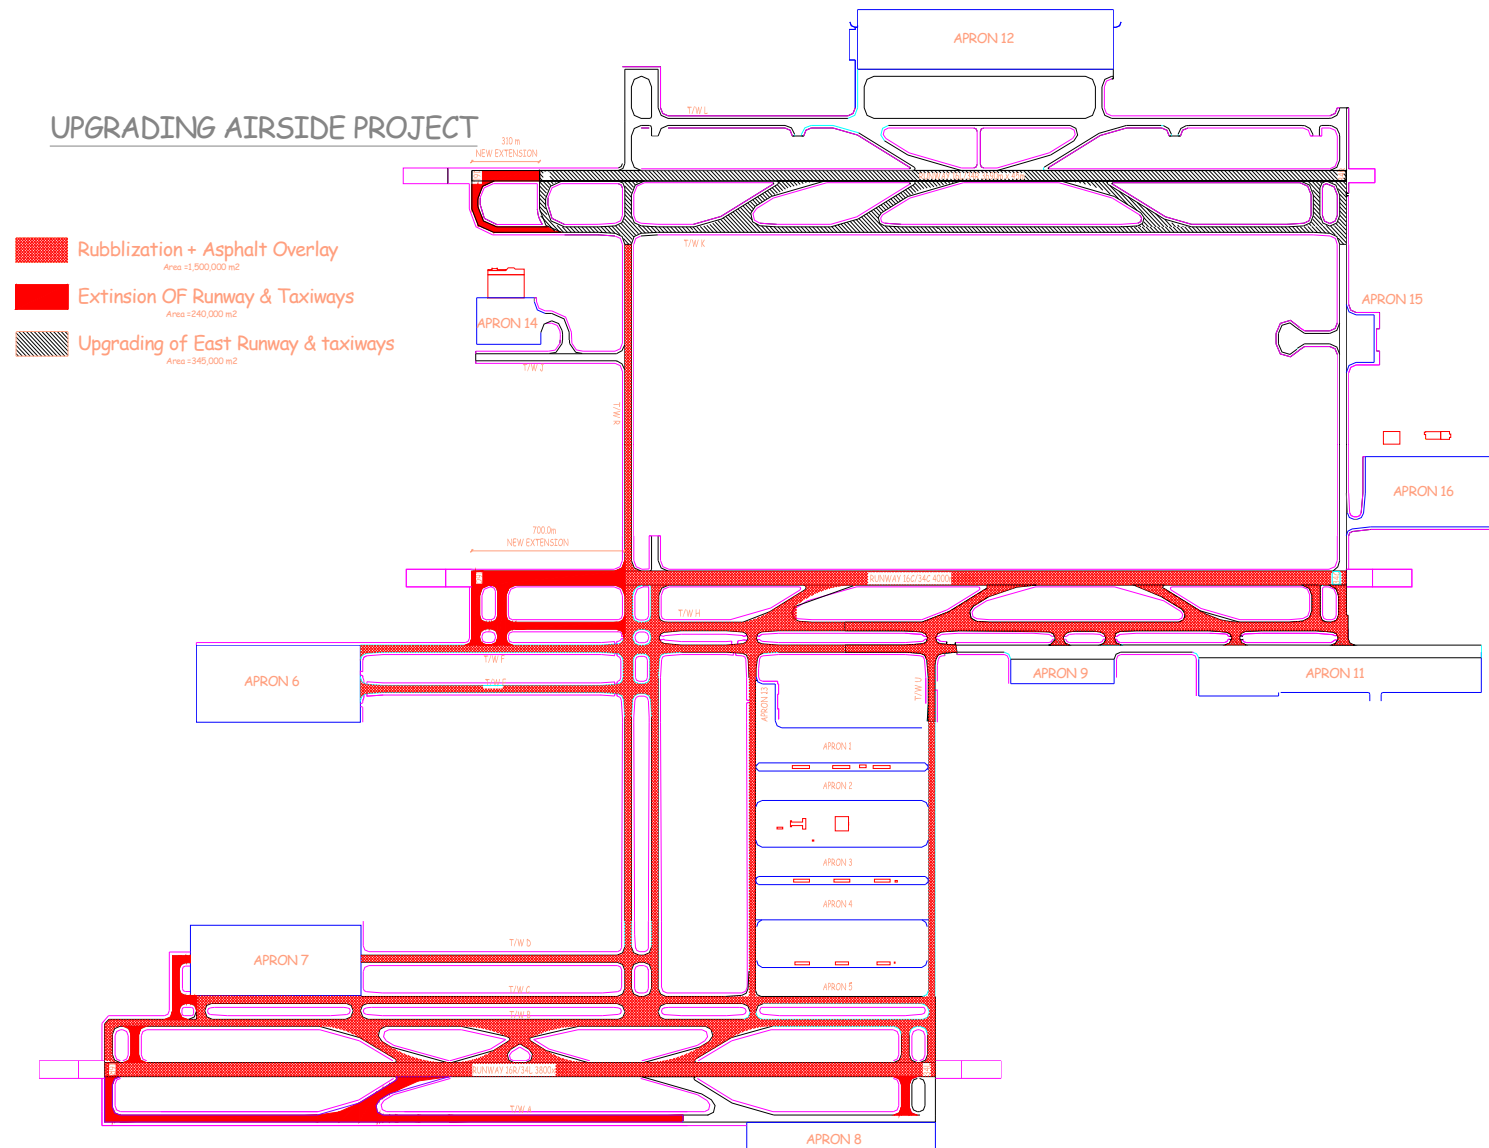 APRON 12
T/W L
UPGRADING AIRSIDE PROJECT
310 m
NEW EXTENSION
T/W K
Rubblization + Asphalt Overlay
Area =1,500,000 m2
Extinsion OF Runway & Taxiways
Area =240,000 m2
Upgrading of East Runway & taxiways
Area =345,000 m2
APRON 14
APRON 15
T/W J
T/W R
APRON 16
700.0m
NEW EXTENSION
RUNWAY 16C/34C 4000
T/W H
T/W F
T/W E
APRON 6
APRON 13
T/W U
APRON 9
APRON 11
APRON 1
APRON 2
APRON 3
APRON 4
APRON 5
T/W D
APRON 7
T/W C
T/W B
RUNWAY 16R/34L 3800
T/W A
APRON 8